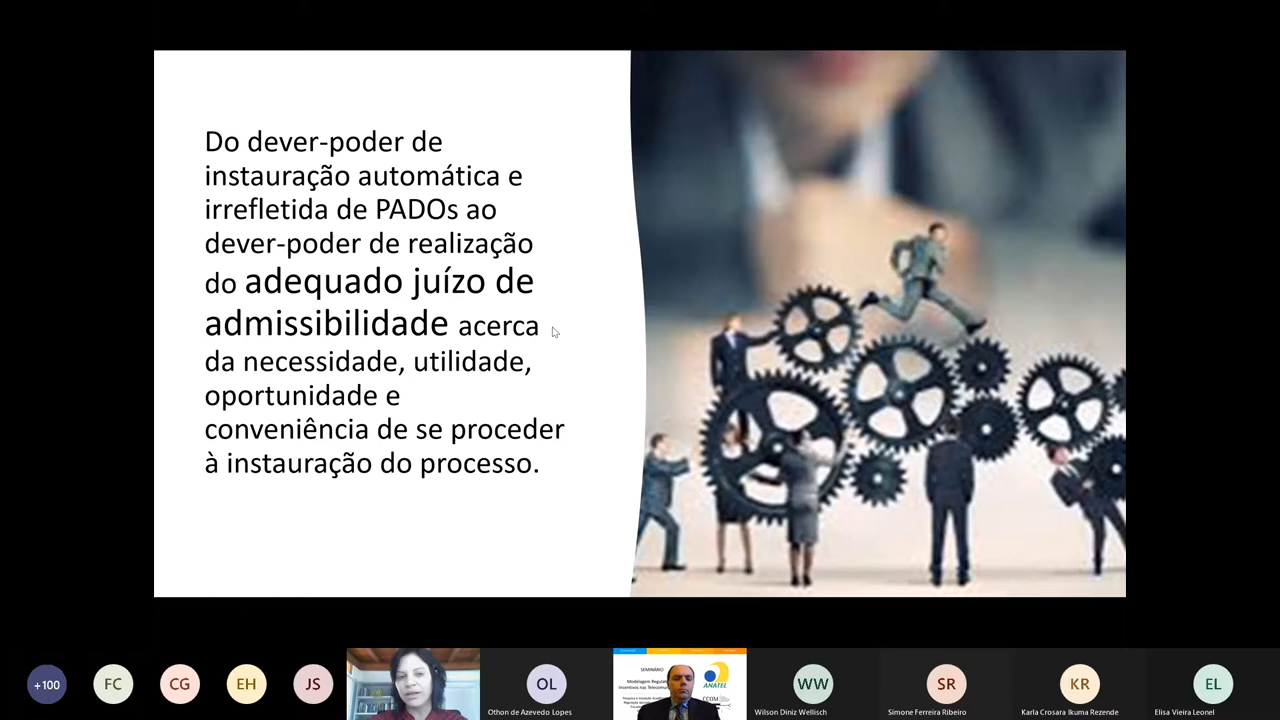 Do dever-poder de
instauração automática e
irrefletida de PADOs ao
dever-poder de realização
do adequado juízo de
admissibilidade acerca
da necessidade, utilidade,
oportunidade e
conveniência de se proceder
à instauração do processo.
+100
FC
CG
EH
JS
OL
Othon de Azevedo Lopes
SEMINÁRIO
ANATEL
WW
Wilson Diniz Wellisch
SR
Simone Ferreira Ribeiro
KR
Karla Crosara Ikuma Rezende
EL
Elisa Vieira Leonel